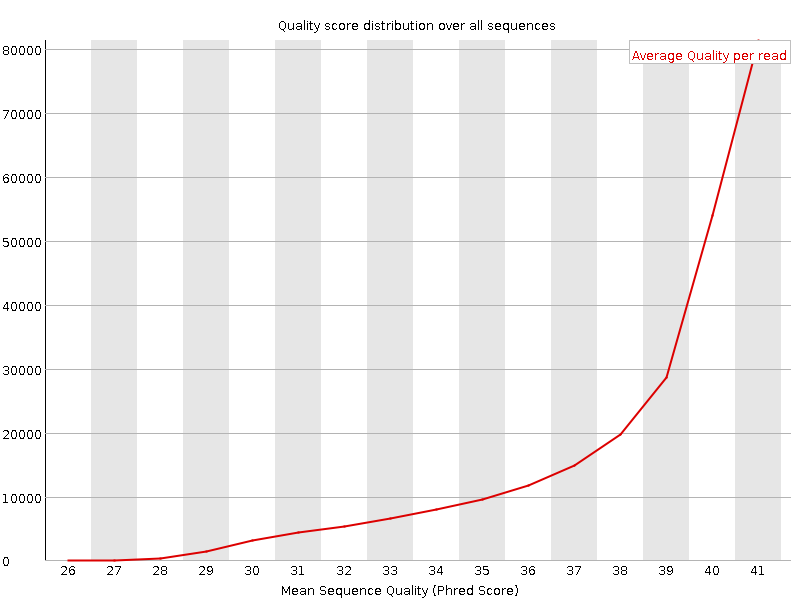 Quality score distribution over all sequences
Average Quality per read
80000
70000
60000
50000
40000
30000
20000
10000
0
26 27 28 29 30 31 32 33 34 35 36 37 38 39 40 41
Mean Sequence Quality (Phred Score)